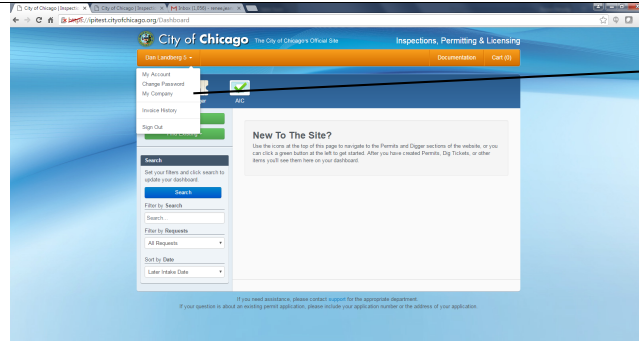 City of Chicago | Inspecti
City of Chicago | Inspecti
https://ipitest.cityofchicago.org/Dashboard
City of Chicago The City of Chicago's Official Site Inspections, Permitting & Licensing
Dan Landberg S Documentation Cart (0)
My Account
Change Password
My Company
AIC
Invoice History
Sign Out
New To The Site?
Use the icons at the top of this page to navigate to the Permits and Digger sections of the website, or you
can click a green button at the left to get started. After you have created Permits, Dig Tickets, or other
items you'll see them here on your dashboard.
Search
Set your filters and click search to
update your dashboard.
Search
Filter by Search
Search...
Filter by Requests
All Requests
Sort by Date
Later Intake Date
If you need assistance, please contact support for the appropriate department.
If your question is about an existing permit application, please include your application number or the address of your application.